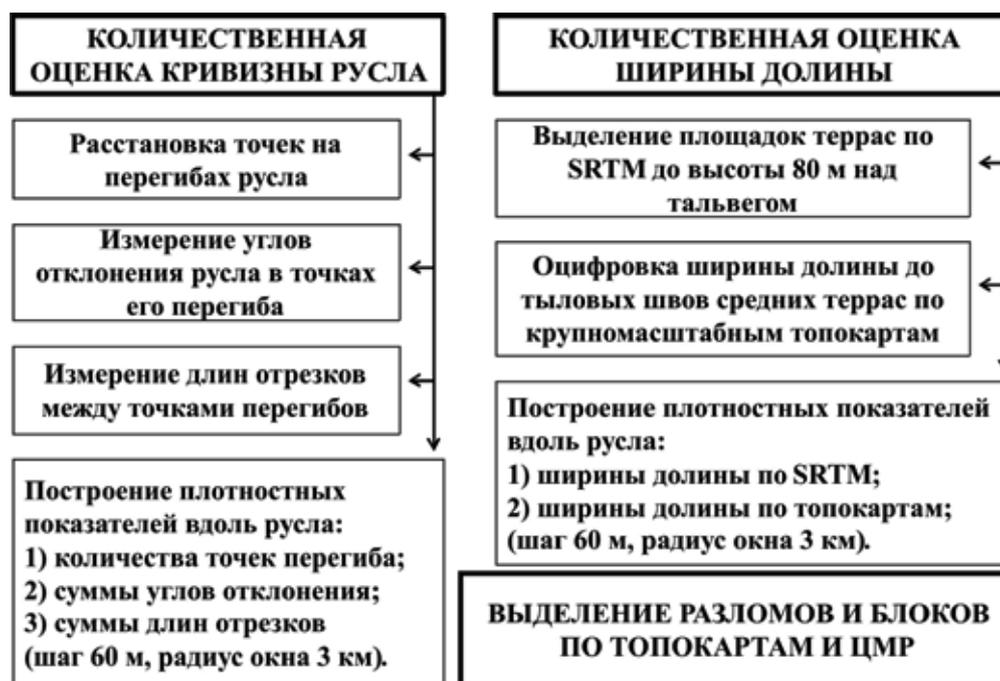 КОЛИЧЕСТВЕННАЯ
ОЦЕНКА КРИВИЗНЫ РУСЛА
Расстановка точек на
перегибах русла
Измерение углов
отклонения русла в точках
его перегиба
Измерение длин отрезков
между точками перегибов
Построение плотностных
показателей вдоль русла:
1) количества точек перегиба;
2) суммы углов отклонения;
3) суммы длин отрезков
(шаг 60 м, радиус окна 3 км).
КОЛИЧЕСТВЕННАЯ ОЦЕНКА
ШИРИНЫ ДОЛИНЫ
Выделение площадок террас по
SRTM до высоты 80 м над
тальвегом
Оцифровка ширины долины до
тыловых швов средних террас по
крупномасштабным топокартам
Построение плотностных показателей
вдоль русла:
1) ширины долины по SRTM;
2) ширины долины по топокартам;
(шаг 60 м, радиус окна 3 км).
ВЫДЕЛЕНИЕ РАЗЛОМОВ И БЛОКОВ
ПО ТОПОКАРТАМ И ЦМР